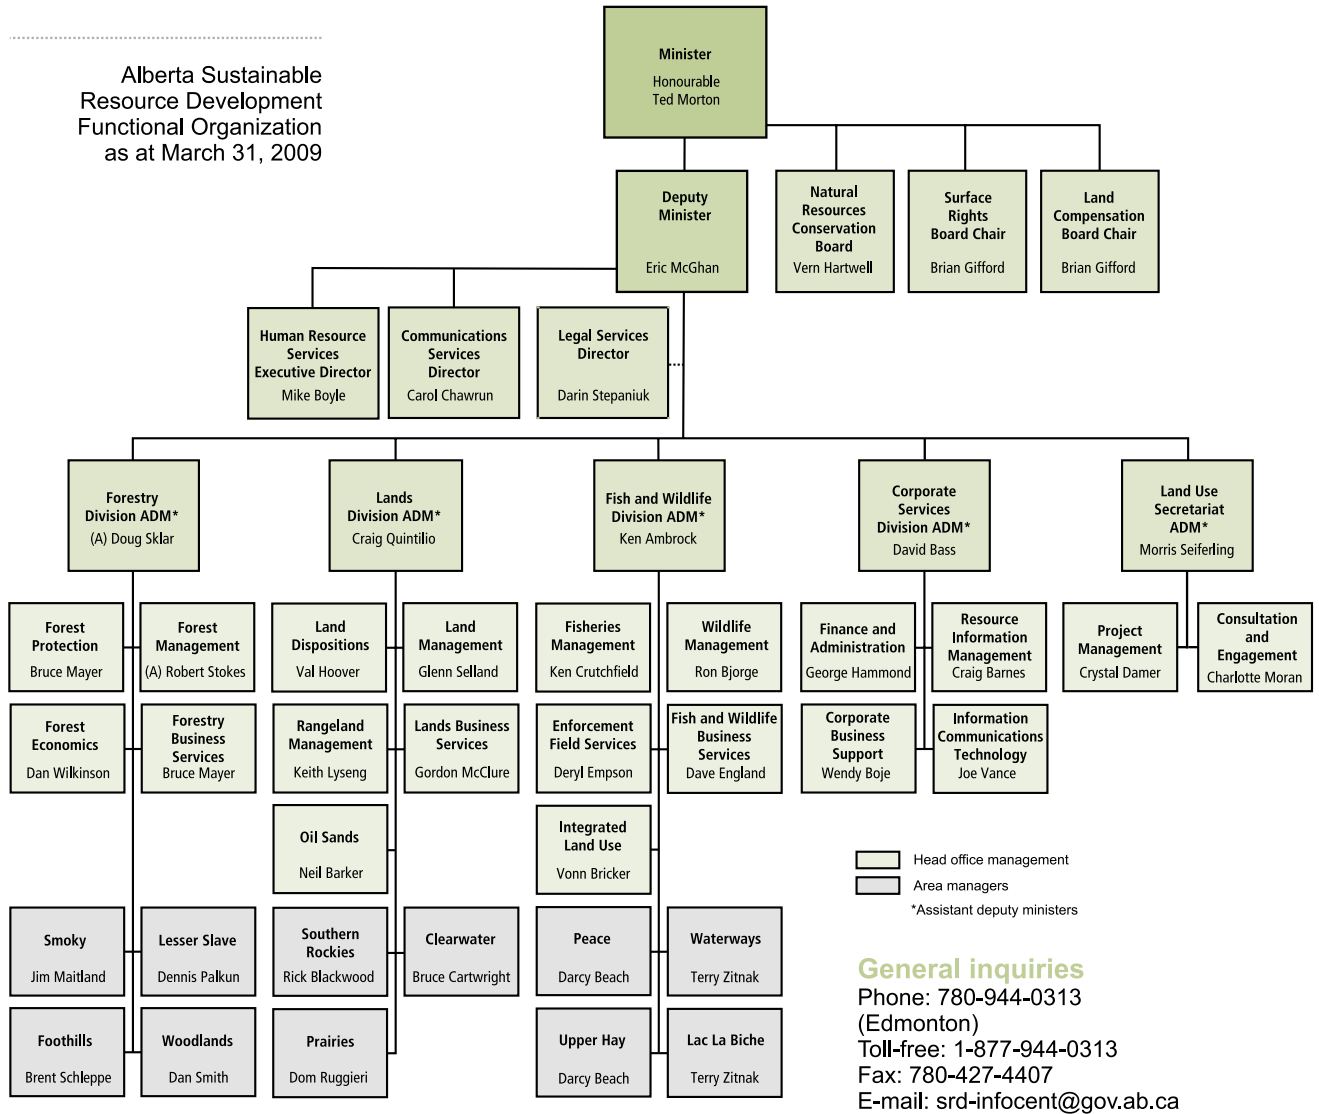 Alberta Sustainable
Resource Development
Functional Organization
as at March 31, 2009
Minister
Honourable
Ted Morton
Deputy
Minister
Eric McGhan
Natural
Resources
Conservation
Board
Vern Hartwell
Surface
Rights
Board Chair
Brian Gifford
Land
Compensation
Board Chair
Brian Gifford
Human Resource
Services
Executive Director
Mike Boyle
Communications
Services
Director
Carol Chawrun
Legal Services
Director
Darin Stepaniuk
Forestry
Division ADM*
(A) Doug Sklar
Lands
Division ADM*
Craig Quintilio
Fish and Wildlife
Division ADM*
Ken Ambrock
Corporate
Services
Division ADM*
David Bass
Land Use
Secretariat
ADM*
Morris Seiferling
Forest
Protection
Bruce Mayer
Forest
Management
(A) Robert Stokes
Land
Dispositions
Val Hoover
Land
Management
Glenn Selland
Fisheries
Management
Ken Crutchfield
Wildlife
Management
Ron Bjorge
Finance and
Administration
George Hammond
Resource
Information
Management
Craig Barnes
Project
Management
Crystal Damer
Consultation
and
Engagement
Charlotte Moran
Forest
Economics
Dan Wilkinson
Forestry
Business
Services
Bruce Mayer
Rangeland
Management
Keith Lyseng
Lands Business
Services
Gordon McClure
Enforcement
Field Services
Deryl Empson
Fish and Wildlife
Business
Services
Dave England
Corporate
Business
Support
Wendy Boje
Information
Communications
Technology
Joe Vance
Oil Sands
Neil Barker
Integrated
Land Use
Vonn Bricker
Head office management
Area managers
*Assistant deputy ministers
Smoky
Jim Maitland
Lesser Slave
Dennis Palkun
Southern
Rockies
Rick Blackwood
Clearwater
Bruce Cartwright
Peace
Darcy Beach
Waterways
Terry Zitnak
Foothills
Brent Schleppe
Woodlands
Dan Smith
Prairies
Dom Ruggieri
Upper Hay
Darcy Beach
Lac La Biche
Terry Zitnak
General inquiries
Phone: 780-944-0313
(Edmonton)
Toll-free: 1-877-944-0313
Fax: 780-427-4407
E-mail: srd-infocent@gov.ab.ca